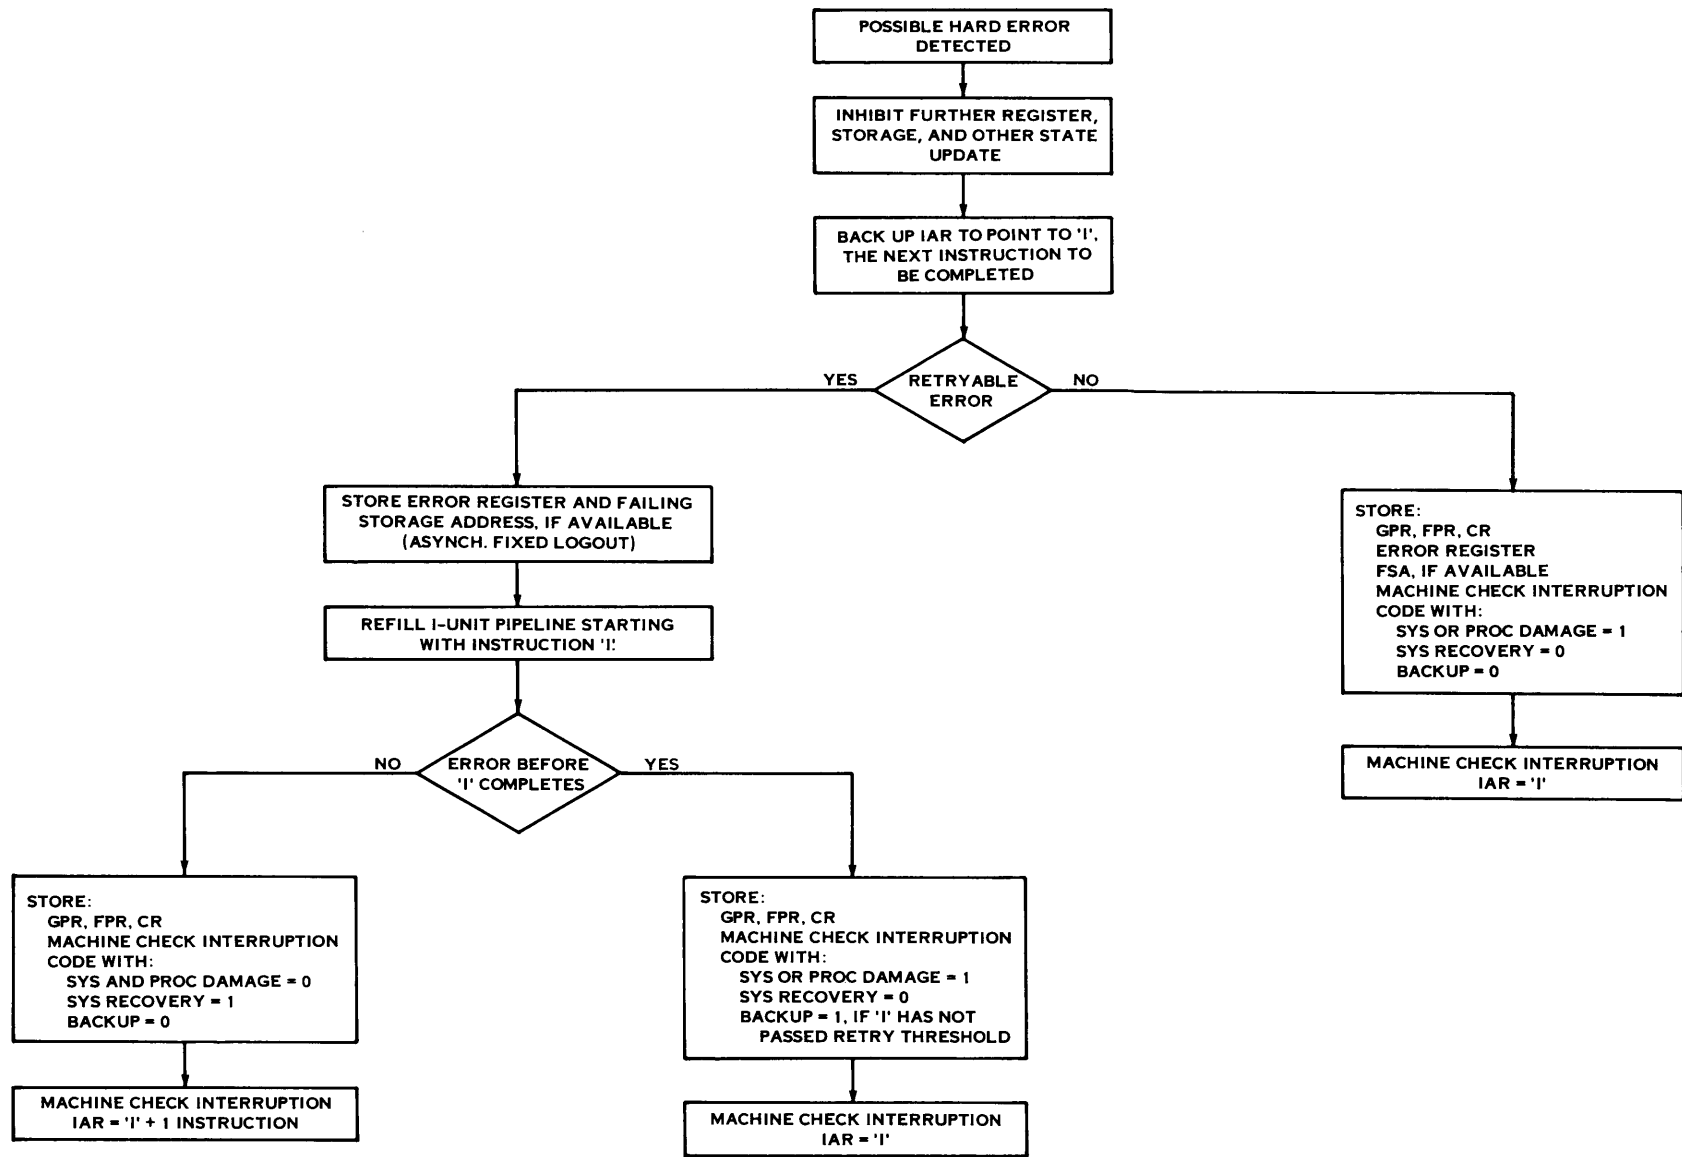 POSSIBLE HARD ERROR
DETECTED
INHIBIT FURTHER REGISTER,
STORAGE, AND OTHER STATE
UPDATE
BACK UP IAR TO POINT TO 'I',
THE NEXT INSTRUCTION TO
BE COMPLETED
YES
RETRYABLE
ERROR
NO
STORE ERROR REGISTER AND FAILING
STORAGE ADDRESS, IF AVAILABLE
(ASYNCH. FIXED LOGOUT)
REFILL I-UNIT PIPELINE STARTING
WITH INSTRUCTION 'I'.
STORE:
GPR, FPR, CR
ERROR REGISTER
FSA, IF AVAILABLE
MACHINE CHECK INTERRUPTION
CODE WITH:
SYS OR PROC DAMAGE = 1
SYS RECOVERY = 0
BACKUP = 0
MACHINE CHECK INTERRUPTION
IAR = 'I'
NO
ERROR BEFORE
'I' COMPLETES
YES
STORE:
GPR, FPR, CR
MACHINE CHECK INTERRUPTION
CODE WITH:
SYS AND PROC DAMAGE = 0
SYS RECOVERY = 1
BACKUP = 0
MACHINE CHECK INTERRUPTION
IAR = 'I' + 1 INSTRUCTION
STORE:
GPR, FPR, CR
MACHINE CHECK INTERRUPTION
CODE WITH:
SYS OR PROC DAMAGE = 1
SYS RECOVERY = 0
BACKUP = 1, IF 'I' HAS NOT
PASSED RETRY THRESHOLD
MACHINE CHECK INTERRUPTION
IAR = 'I'